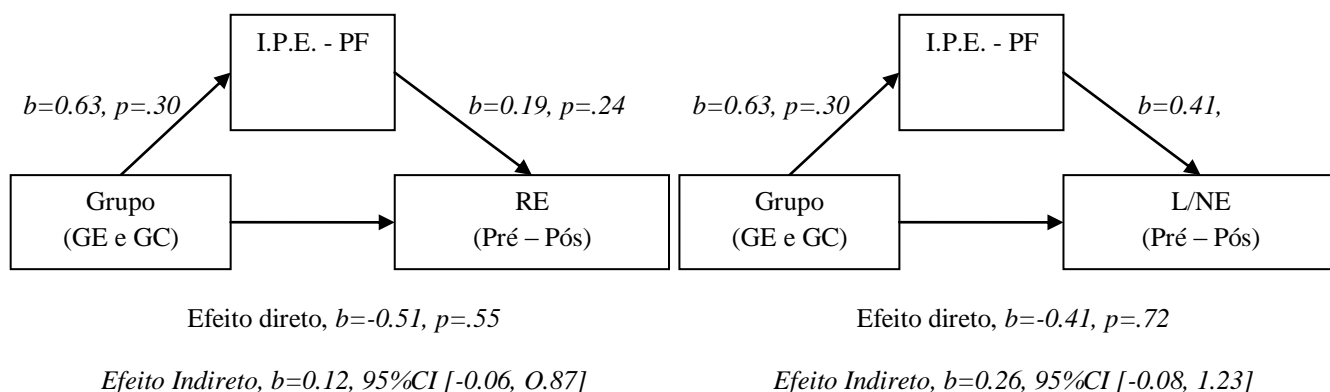 I.P.E. - PF
b=0.63, p=.30
b=0.19, p=.24
Grupo
(GE e GC)
RE
(Pré – Pós)
Efeito direto, b=-0.51, p=.55
Efeito Indireto, b=0.12, 95%CI [-0.06, O.87]
I.P.E. - PF
b=0.63, p=.30
b=0.41,
Grupo
(GE e GC)
L/NE
(Pré – Pós)
Efeito direto, b=-0.41, p=.72
Efeito Indireto, b=0.26, 95%CI [-0.08, 1.23]